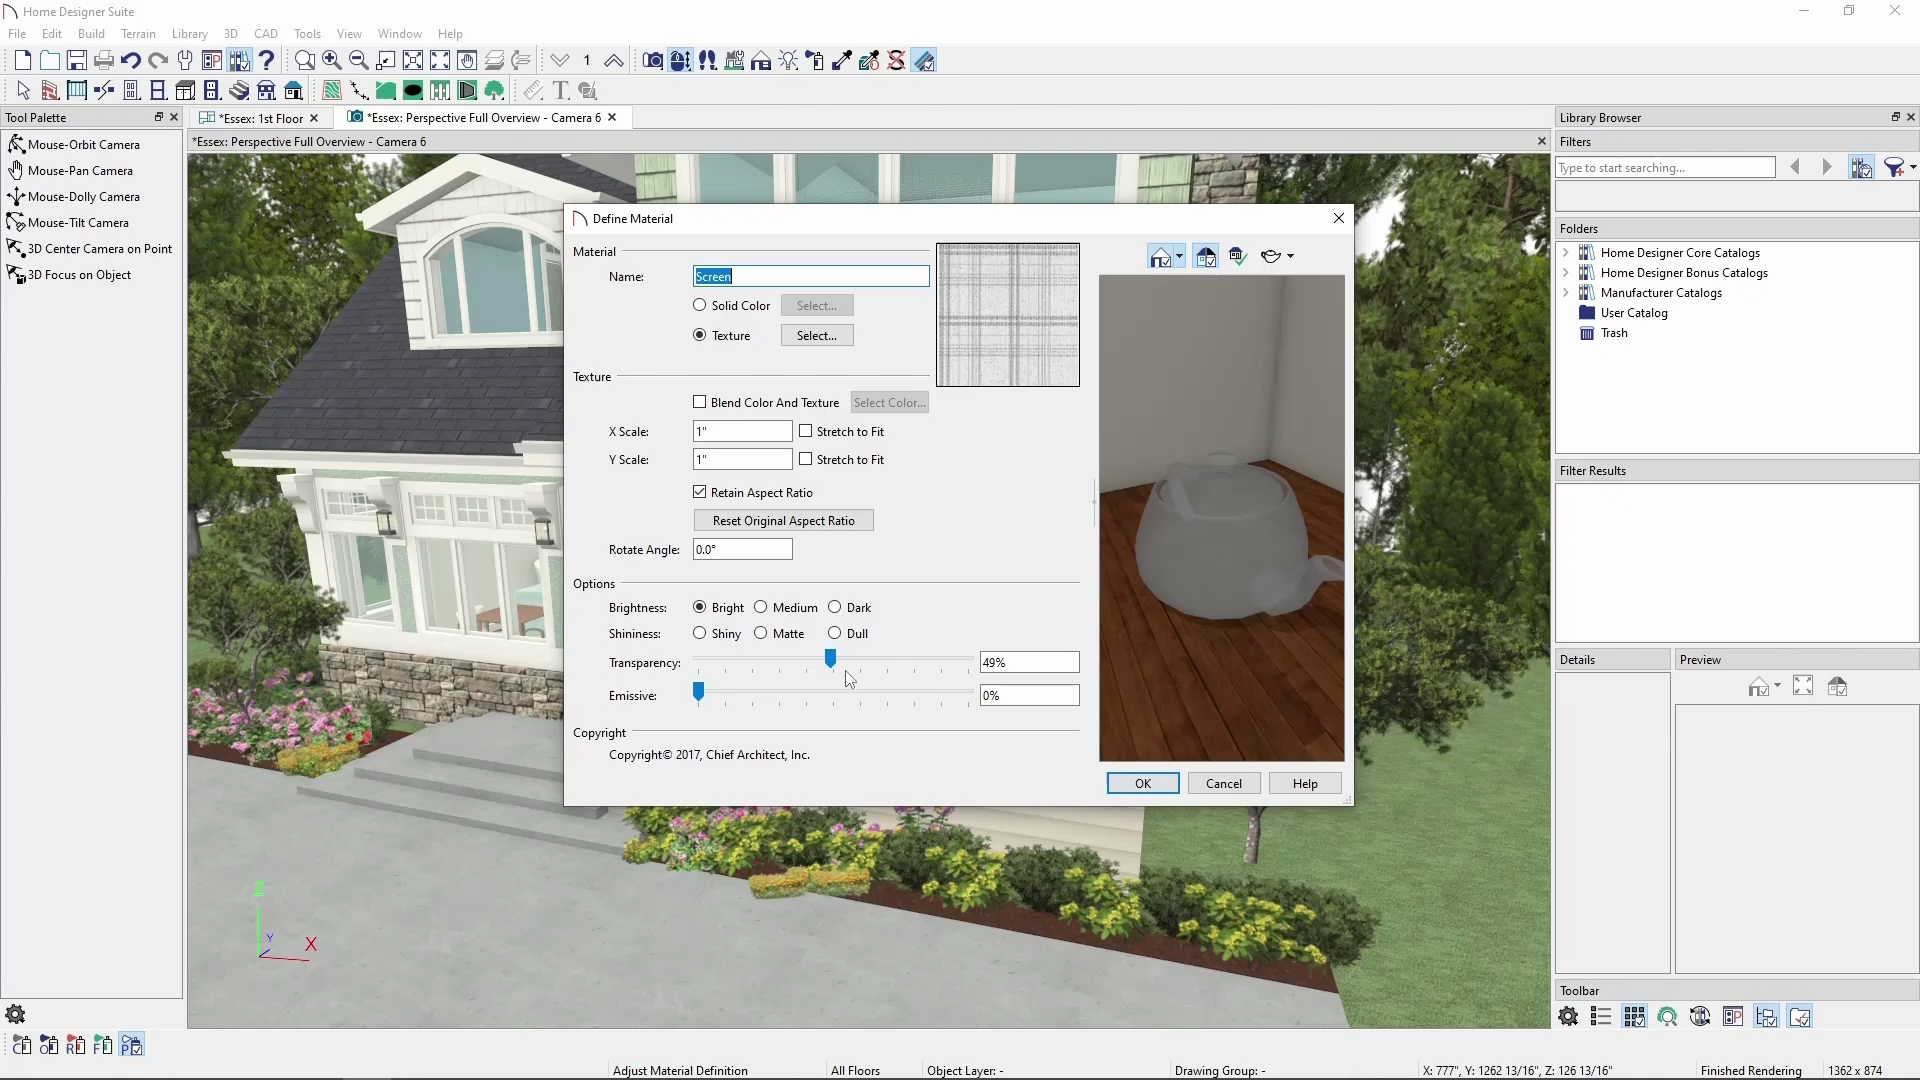 Home Designer Suite
File Edit Build Terrain Library 3D CAD Tools View Window Help
1
Tool Palette
*Essex: 1st Floor
*Essex: Perspective Full Overview - Camera 6
*Essex: Perspective Full Overview - Camera 6
Mouse-Orbit Camera
Mouse-Pan Camera
Mouse-Dolly Camera
Mouse-Tilt Camera
3D Center Camera on Point
3D Focus on Object
Define Material
Material
Name: Screen
Solid Color Select...
Texture Select...
Texture
Blend Color And Texture Select Color...
X Scale: 1" Stretch to Fit
Y Scale: 1" Stretch to Fit
Retain Aspect Ratio
Reset Original Aspect Ratio
Rotate Angle: 0.0°
Options
Brightness: Bright Medium Dark
Shininess: Shiny Matte Dull
Transparency: 49%
Emissive: 0%
Copyright
Copyright© 2017, Chief Architect, Inc.
OK Cancel Help
Z
Y
X
Library Browser
Filters
Type to start searching...
Folders
Home Designer Core Catalogs
Home Designer Bonus Catalogs
Manufacturer Catalogs
User Catalog
Trash
Filter Results
Details
Preview
Toolbar
Adjust Material Definition All Floors Object Layer: - Drawing Group: - X: 777", Y: 1262 13/16", Z: 126 13/16" Finished Rendering 1362 x 874